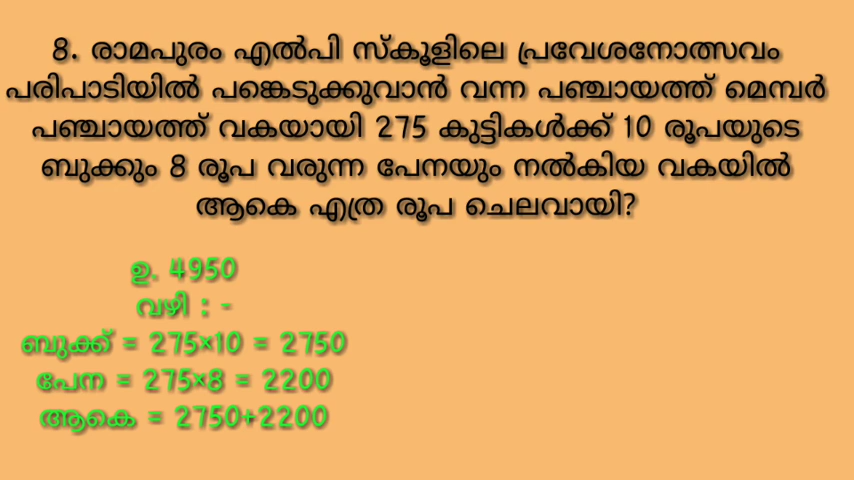 8. രാമപുരം എൽപി സ്കൂളിലെ പ്രവേശനോത്സവം
പരിപാടിയിൽ പങ്കെടുക്കുവാൻ വന്ന പഞ്ചായത്ത് മെമ്പർ
പഞ്ചായത്ത് വകയായി 275 കുട്ടികൾക്ക് 10 രൂപയുടെ
ബുക്കും 8 രൂപ വരുന്ന പേനയും നൽകിയ വകയിൽ
ആകെ എത്ര രൂപ ചെലവായി?
ഉ. 4950
വഴി : -
ബുക്ക് = 275×10 = 2750
പേന = 275×8 = 2200
ആകെ = 2750+2200